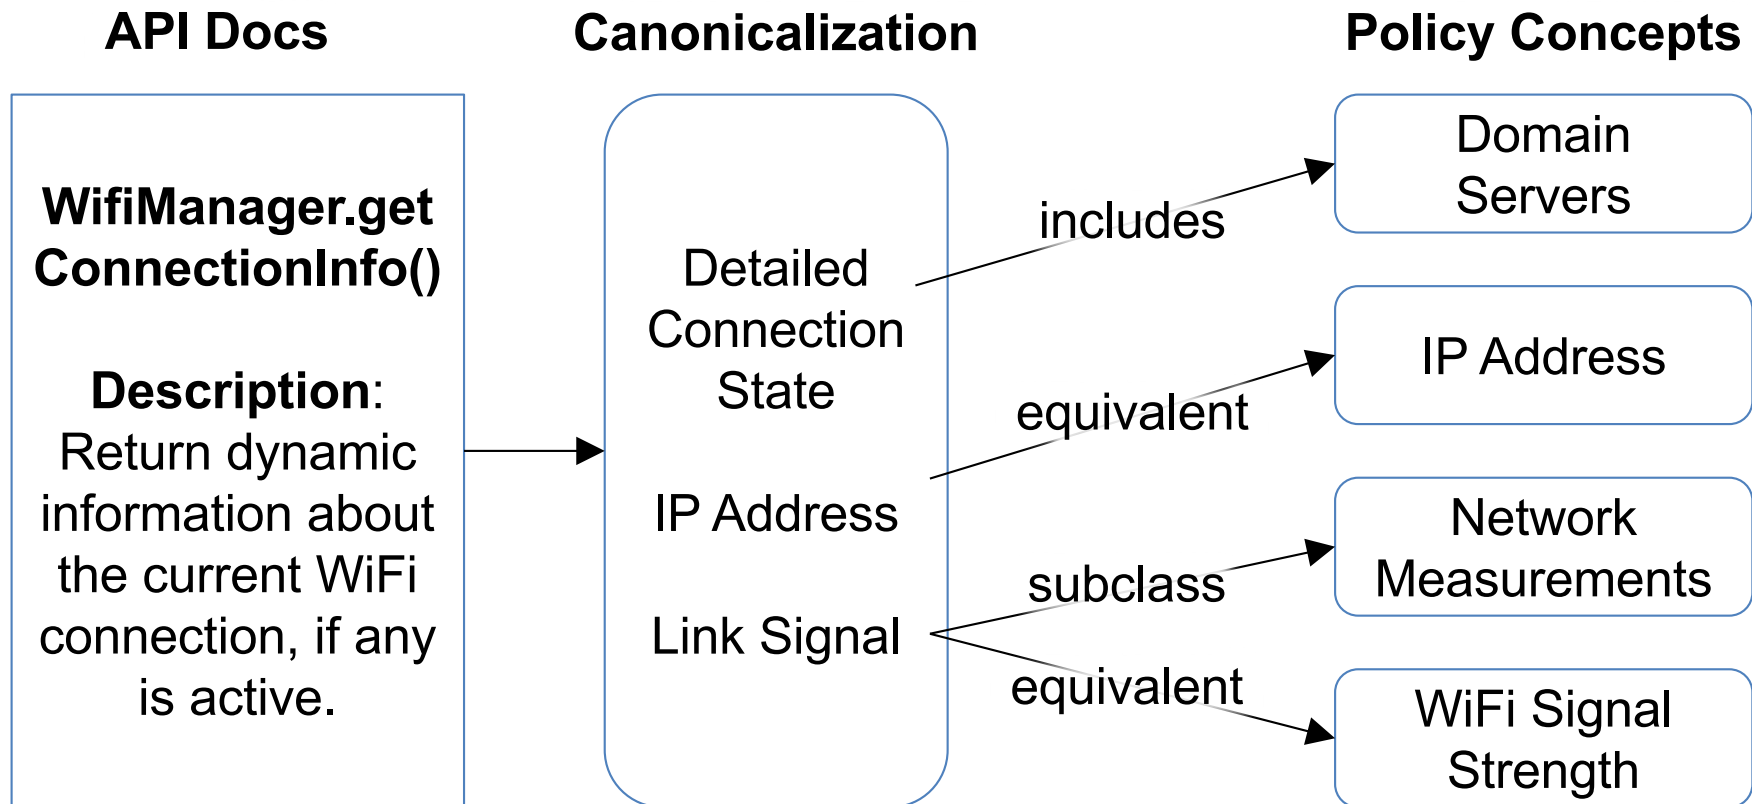 API Docs
Canonicalization
Policy Concepts
WifiManager.get
ConnectionInfo()
Description:
Return dynamic
information about
the current WiFi
connection, if any
is active.
Detailed
Connection
State
IP Address
Link Signal
includes
equivalent
subclass
equivalent
Domain
Servers
IP Address
Network
Measurements
WiFi Signal
Strength